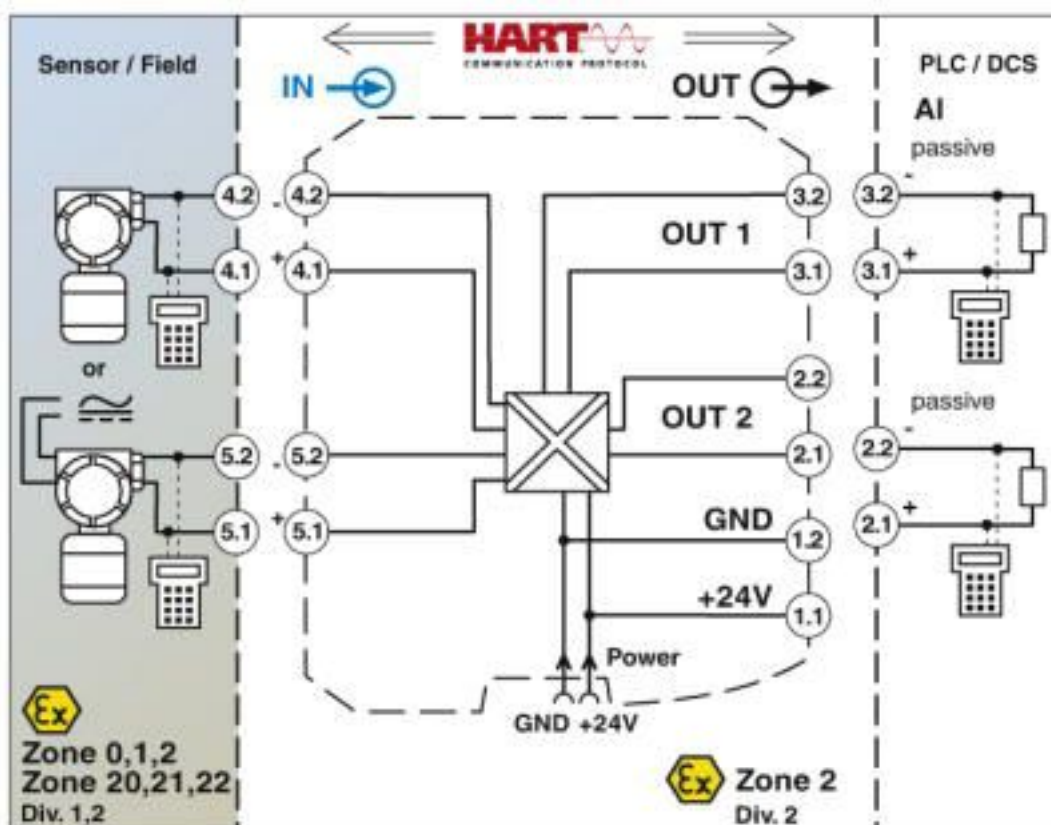 HART
COMMUNICATION PROTOCOL
Sensor / Field
IN
OUT
PLC / DCS
AI
passive
4.2
-
4.2
3.2
3.2
-
OUT 1
4.1
+
4.1
3.1
3.1
+
or
2.2
passive
OUT 2
5.2
-
5.2
2.1
2.2
-
5.1
+
5.1
GND
1.2
2.1
+
+24V
1.1
Power
GND +24V
Ex
Zone 0,1,2
Zone 20,21,22
Div. 1,2
Ex
Zone 2
Div. 2